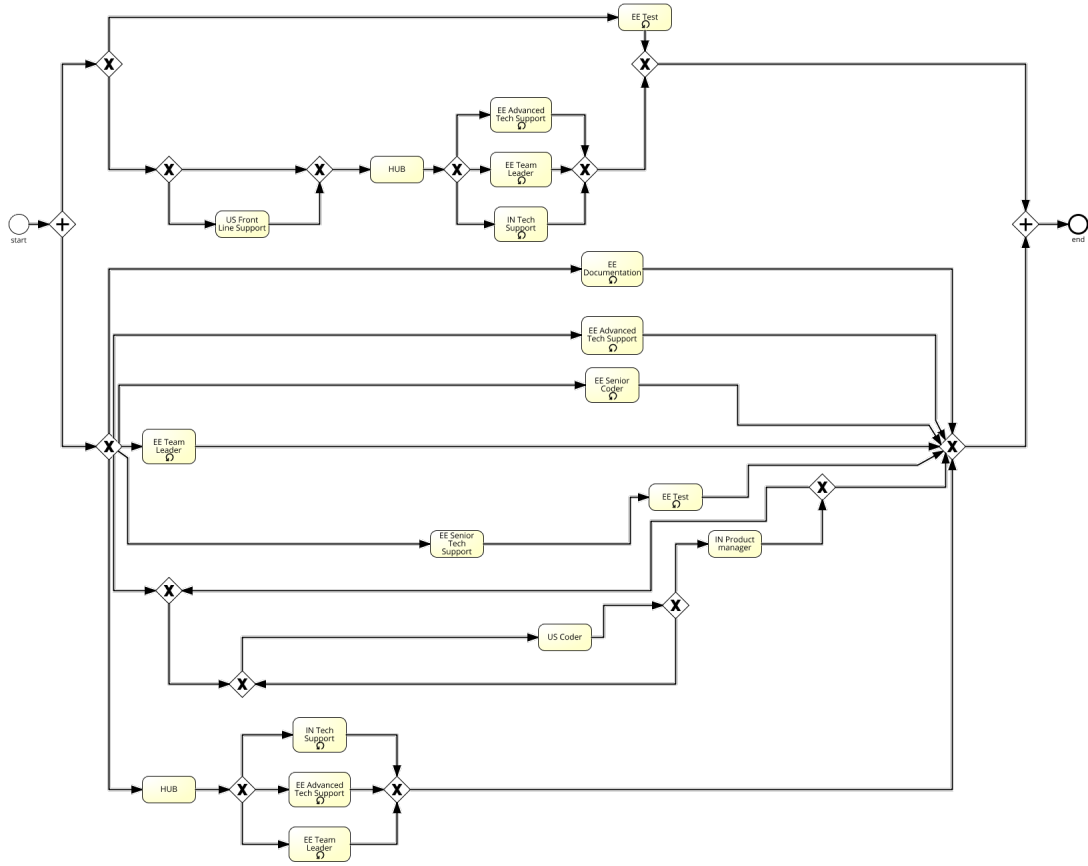 EE Test
EE Advanced
Tech Support
HUB
EE Team
Leader
US Front
Line Support
IN Tech
Support
start
end
EE
Documentation
EE Advanced
Tech Support
EE Senior
Coder
EE Team
Leader
EE Test
EE Senior
Tech
Support
IN Product
manager
US Coder
IN Tech
Support
HUB
EE Advanced
Tech Support
EE Team
Leader